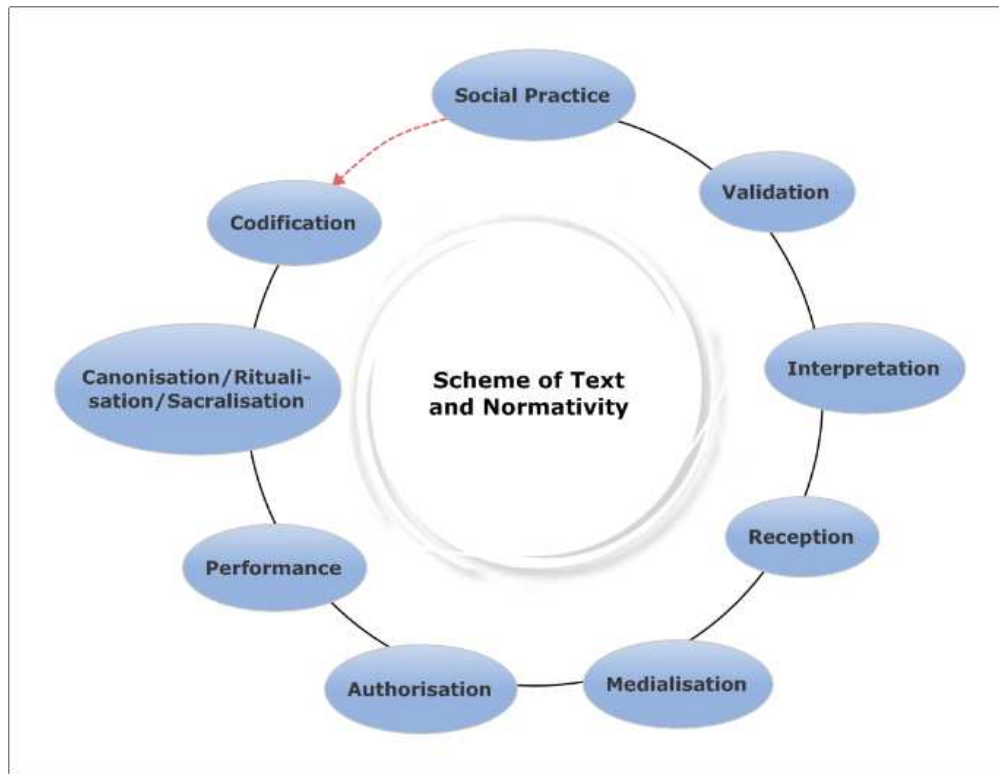 Social Practice
Validation
Codification
Interpretation
Canonisation/Rituali-
sation/Sacralisation
Scheme of Text
and Normativity
Reception
Performance
Authorisation
Medialisation